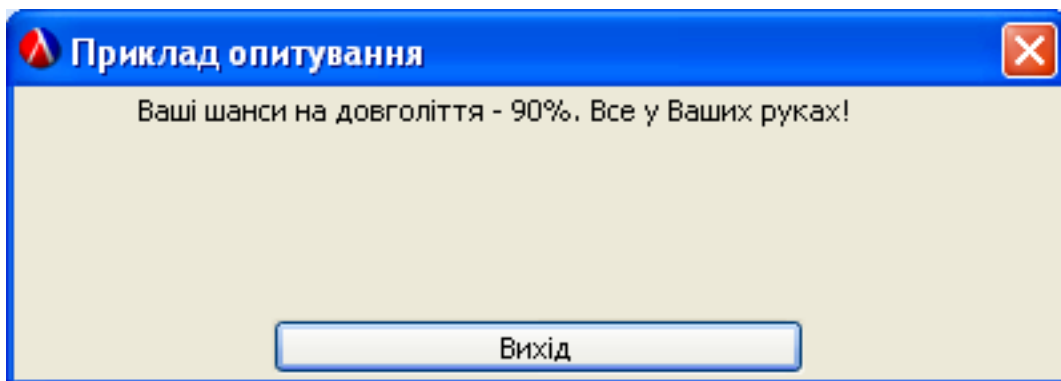 Приклад опитування
Ваші шанси на довголіття - 90%. Все у Ваших руках!
Вихід